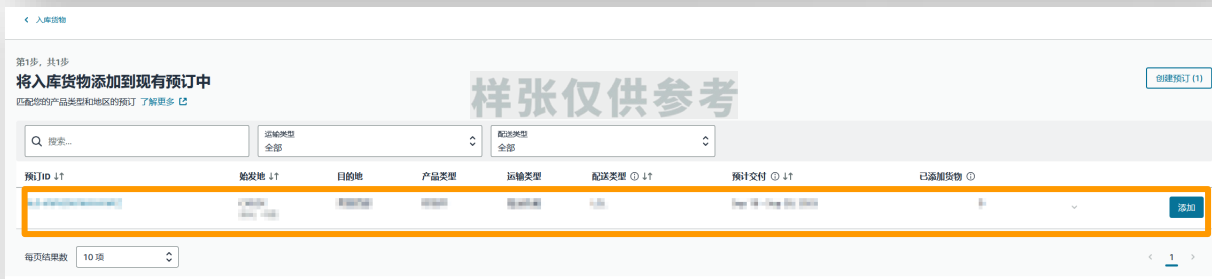 入库货物
第1步，共1步
将入库货物添加到现有预订中
匹配您的产品类型和地区的预订 了解更多
样张仅供参考
创建预订 (1)
搜索...
运输类型
全部
配送类型
全部
预订ID ↓↑ 始发地 ↓↑ 目的地 产品类型 运输类型 配送类型 ↓↑ 预计交付 ↓↑ 已添加货物
添加
每页结果数 10 项
1